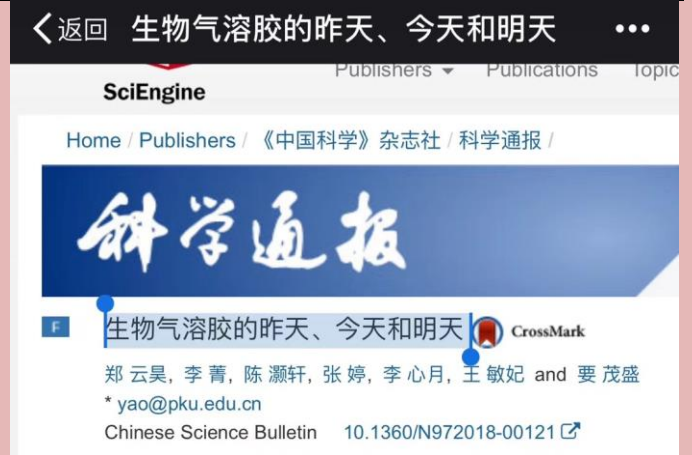 返回 生物气溶胶的昨天、今天和明天
Publishers Publications Topic
SciEngine
Home / Publishers / 《中国科学》杂志社 / 科学通报 /
科学通报
F 生物气溶胶的昨天、今天和明天 CrossMark
郑 云昊, 李 菁, 陈 灏轩, 张 婷, 李 心月, 王 敏妃 and 要 茂盛
* yao@pku.edu.cn
Chinese Science Bulletin 10.1360/N972018-00121